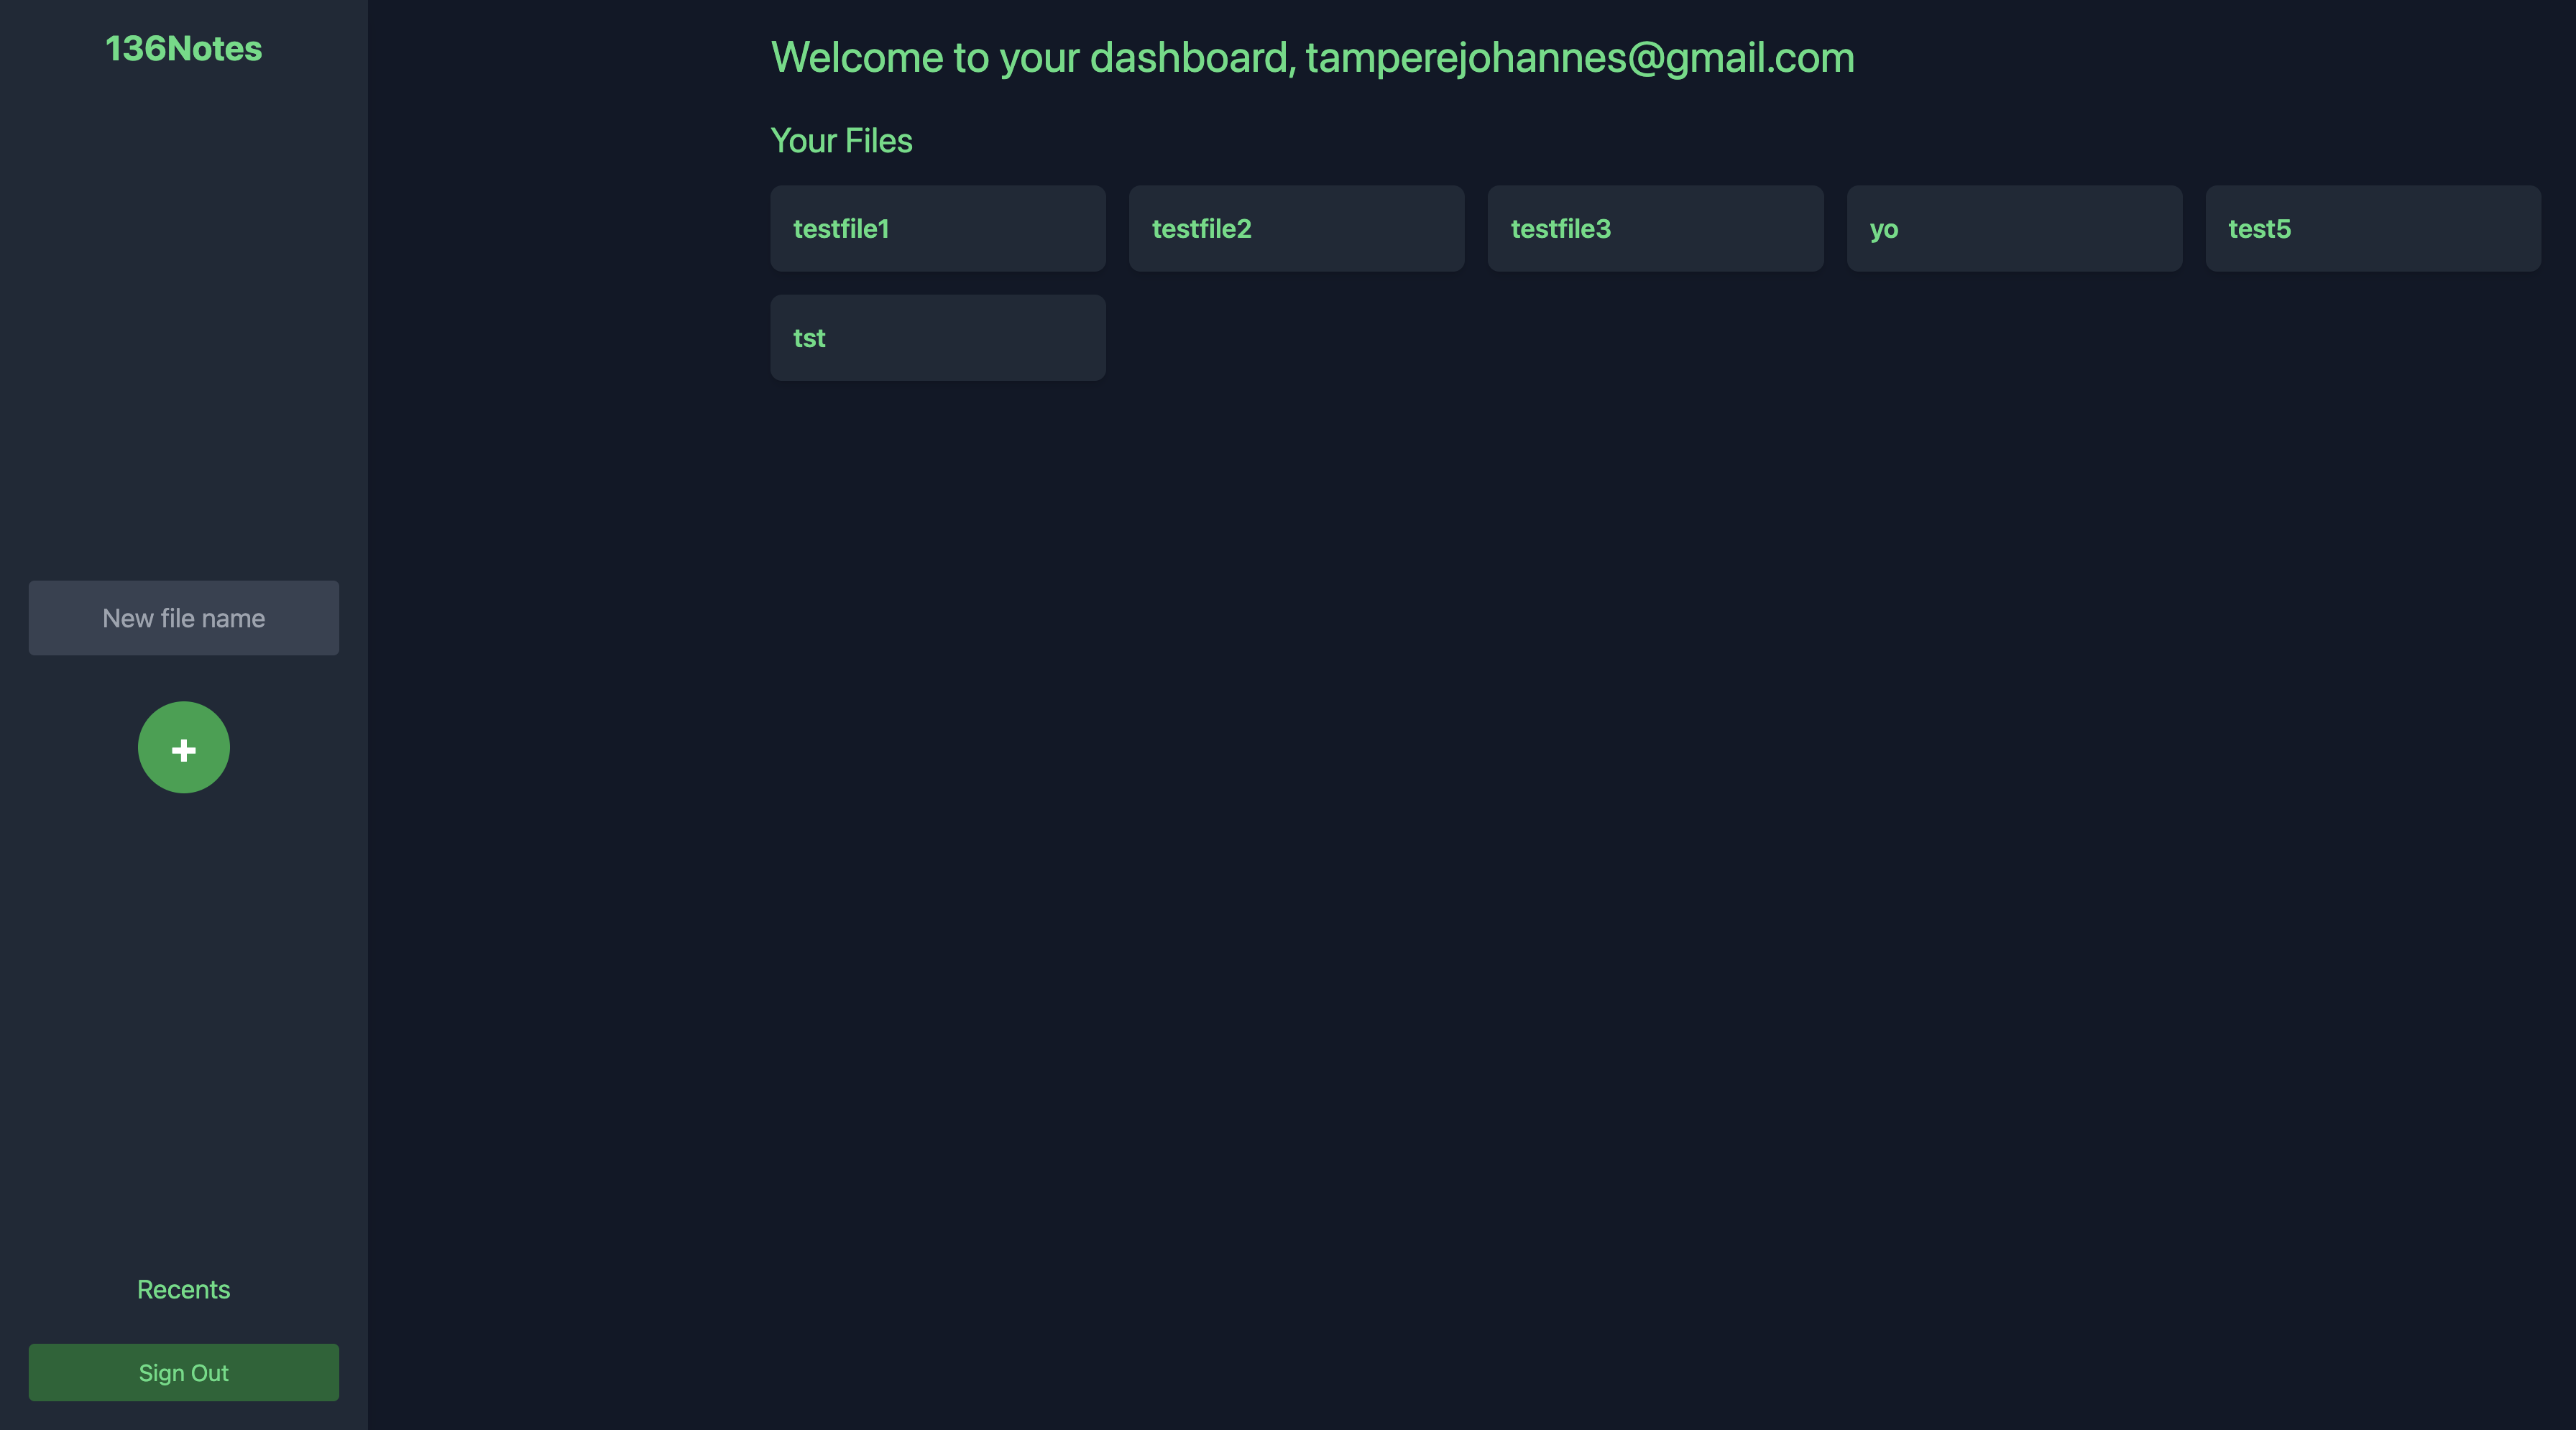 136Notes
New file name
+
Recents
Sign Out
Welcome to your dashboard, tamperejohannes@gmail.com
Your Files
testfile1
testfile2
testfile3
yo
test5
tst